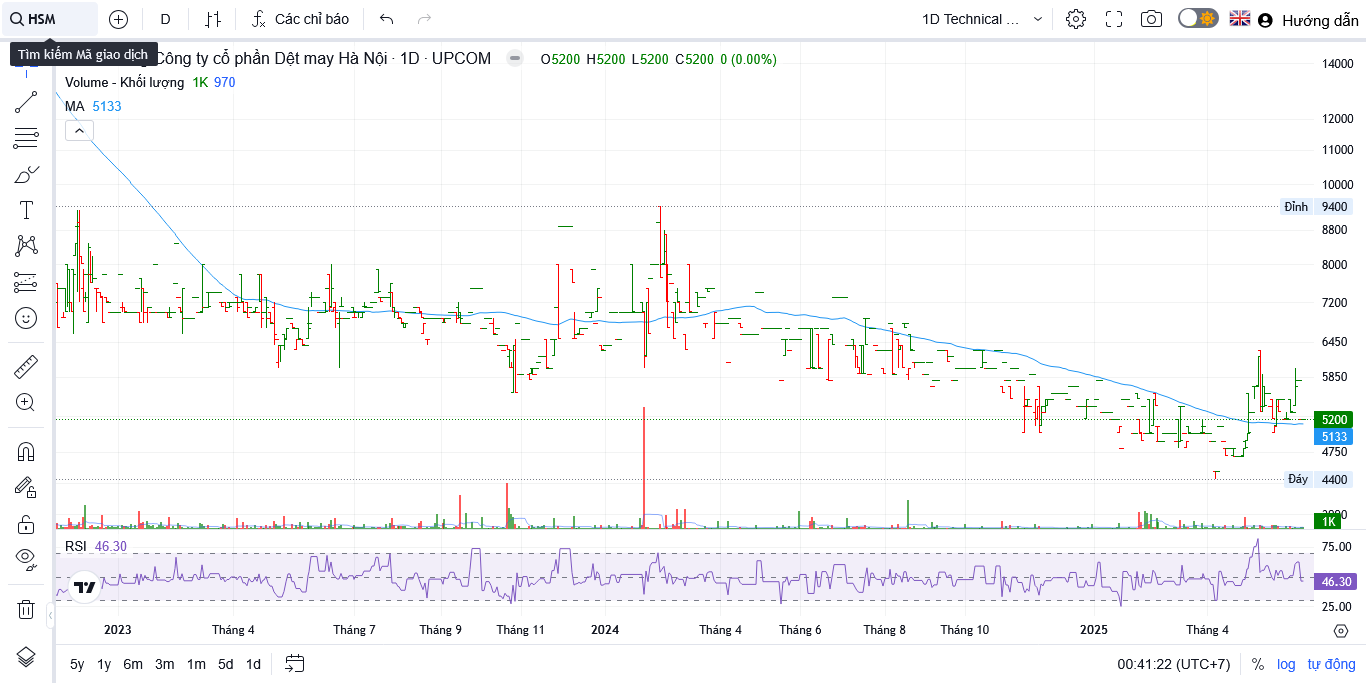 HSM
D
Các chỉ báo
1D Technical ...
Hướng dẫn
Tìm kiếm Mã giao dịch
Công ty cổ phần Dệt may Hà Nội · 1D · UPCOM
O5200 H5200 L5200 C5200 0 (0.00%)
Volume - Khối lượng 1K 970
MA 5133
14000
12000
11000
10000
Đỉnh 9400
8800
8000
7200
6450
5850
5200
5133
4750
Đáy 4400
1K
RSI 46.30
75.00
46.30
25.00
2023 Tháng 4 Tháng 7 Tháng 9 Tháng 11 2024 Tháng 4 Tháng 6 Tháng 8 Tháng 10 2025 Tháng 4
5y 1y 6m 3m 1m 5d 1d
00:41:22 (UTC+7) % log tự động